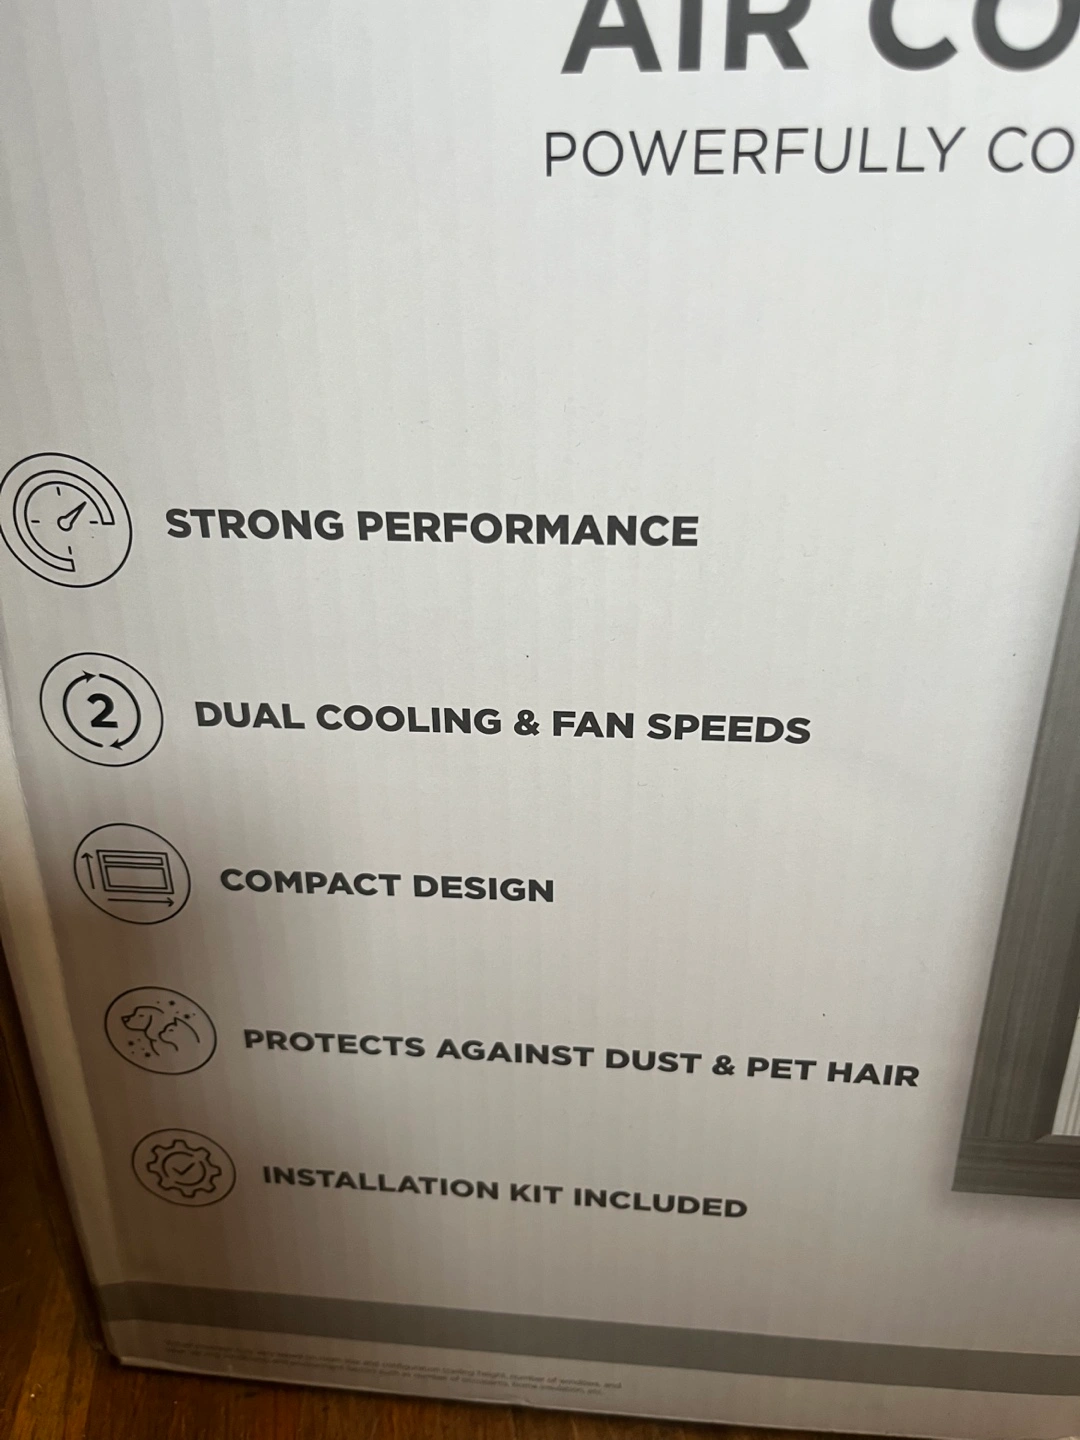 AIR CO
POWERFULLY CO
STRONG PERFORMANCE
2
DUAL COOLING & FAN SPEEDS
COMPACT DESIGN
PROTECTS AGAINST DUST & PET HAIR
INSTALLATION KIT INCLUDED